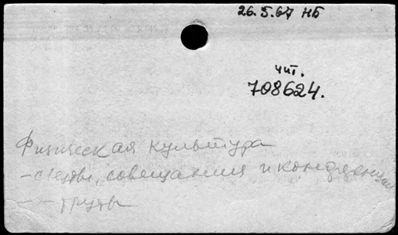 26.5.67 НБ
чит.
708624.
Физическая культура
- съезды, совещания и конференции
- - труды